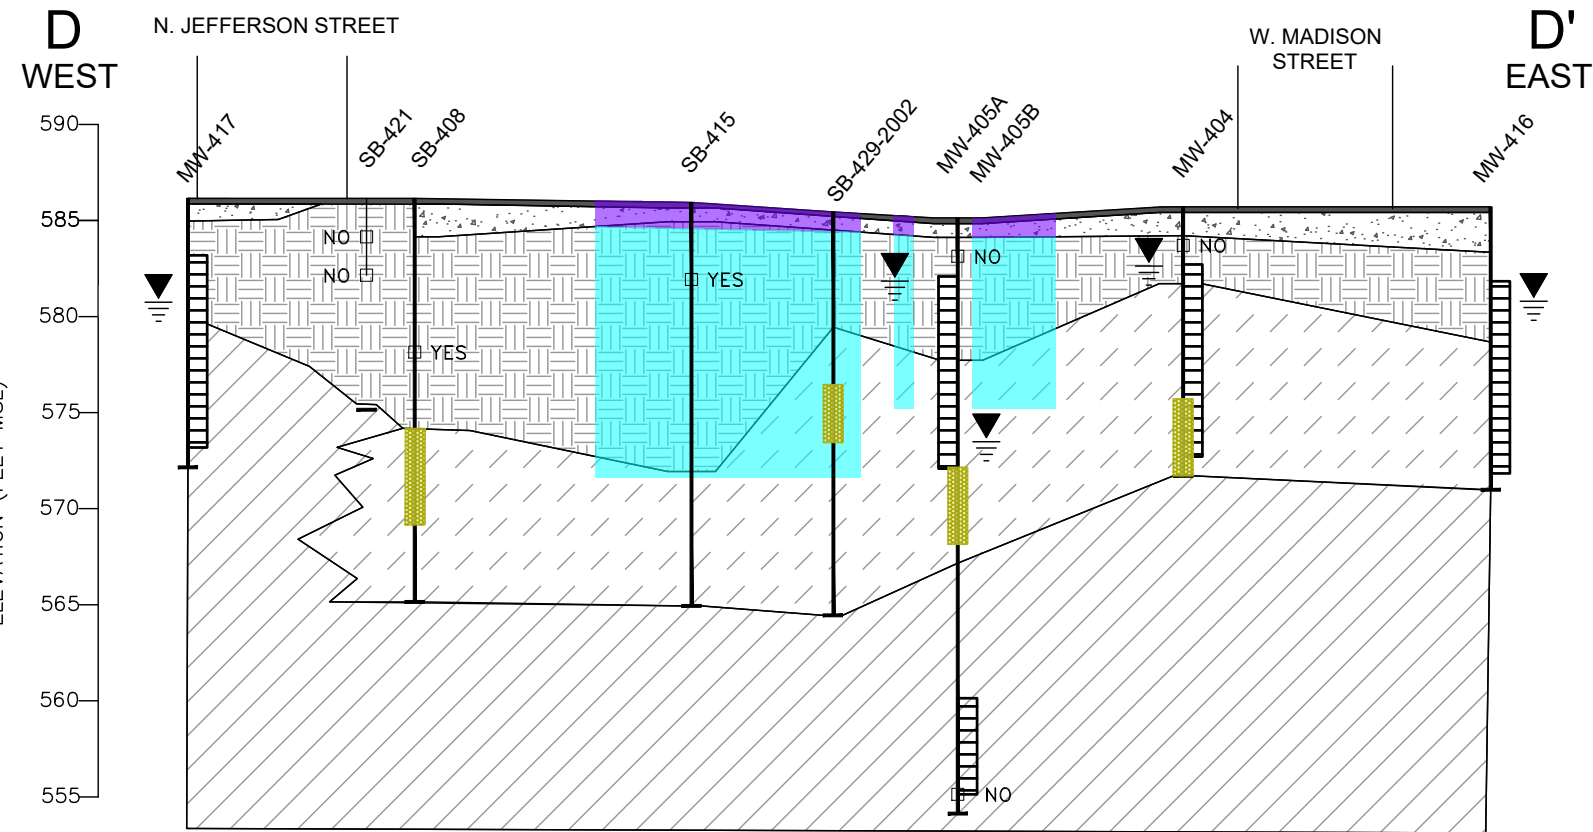 D
WEST
N. JEFFERSON STREET
W. MADISON
STREET
D'
EAST
MW-417
SB-421
SB-408
SB-415
SB-429-2002
MW-405A
MW-405B
MW-404
MW-416
590
585
580
575
570
565
560
555
NO
NO
YES
YES
NO
NO
NO